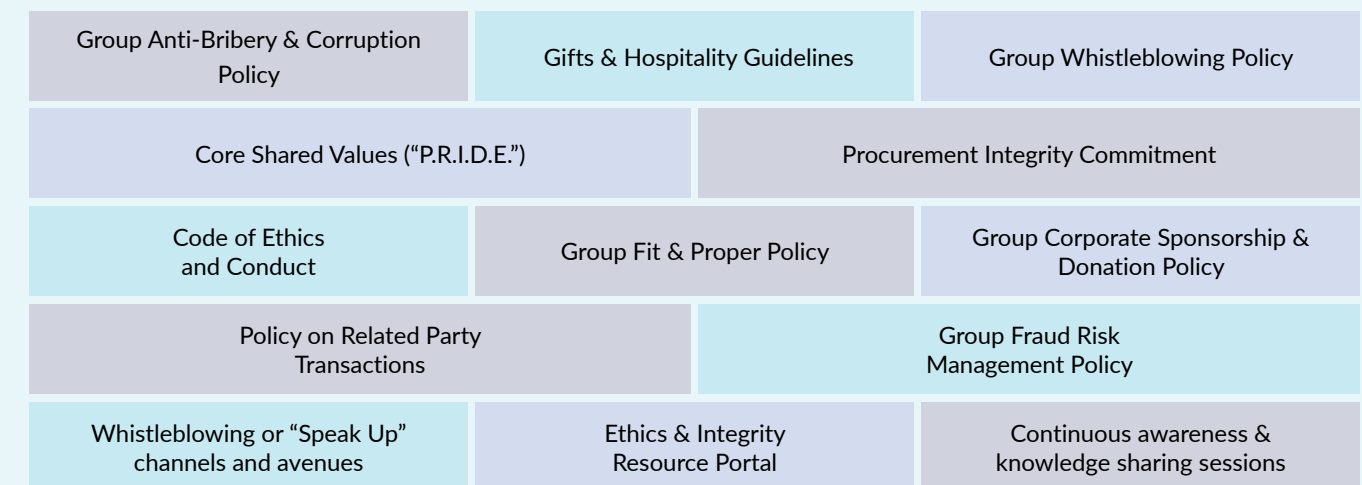 Group Anti-Bribery & Corruption
Policy
Gifts & Hospitality Guidelines
Group Whistleblowing Policy
Core Shared Values (“P.R.I.D.E.”)
Procurement Integrity Commitment
Code of Ethics
and Conduct
Group Fit & Proper Policy
Group Corporate Sponsorship &
Donation Policy
Policy on Related Party
Transactions
Group Fraud Risk
Management Policy
Whistleblowing or “Speak Up”
channels and avenues
Ethics & Integrity
Resource Portal
Continuous awareness &
knowledge sharing sessions